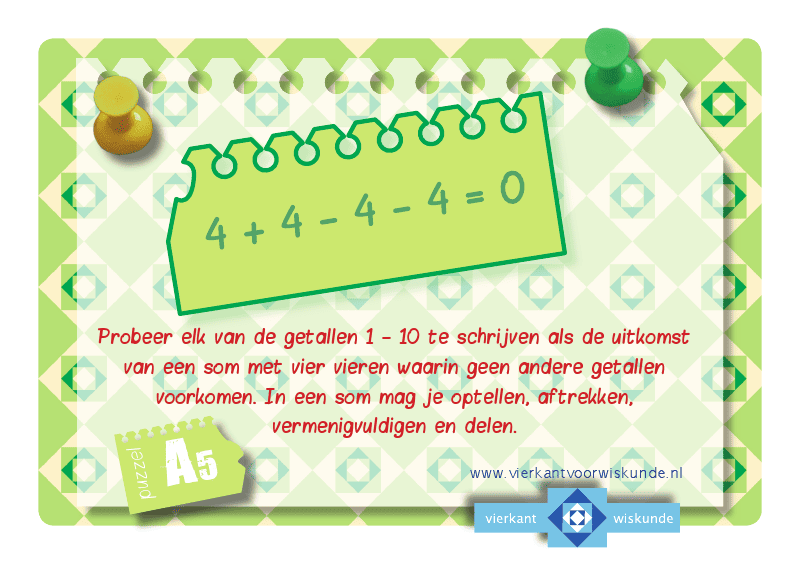 4 + 4 - 4 - 4 = 0
Probeer elk van de getallen 1 - 10 te schrijven als de uitkomst
van een som met vier vieren waarin geen andere getallen
voorkomen. In een som mag je optellen, aftrekken,
vermenigvuldigen en delen.
puzzel A5
www.vierkantvoorwiskunde.nl
vierkant wiskunde